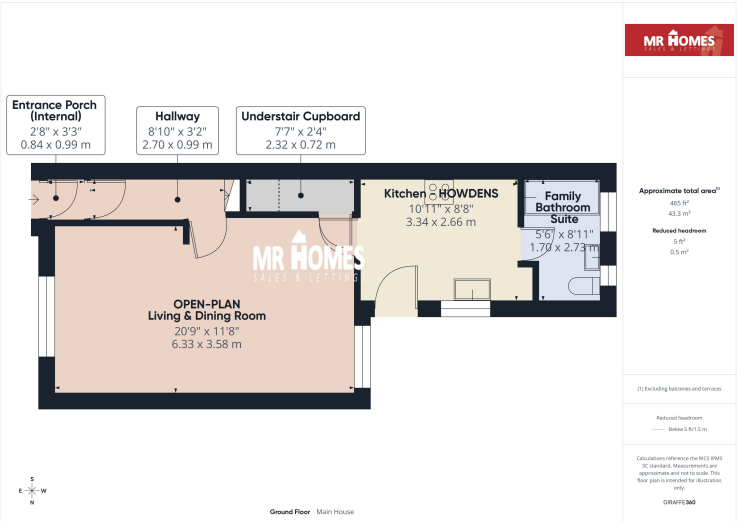 MR HOMES
SALES & LETTINGS
Entrance Porch
(Internal)
2'8" x 3'3"
0.84 x 0.99 m
Hallway
8'10" x 3'2"
2.70 x 0.99 m
Understair Cupboard
7'7" x 2'4"
2.32 x 0.72 m
Kitchen - HOWDENS
10'11" x 8'8"
3.34 x 2.66 m
Family
Bathroom
Suite
5'6" x 8'11"
1.70 x 2.73 m
MR HOMES
SALES & LETTING
OPEN-PLAN
Living & Dining Room
20'9" x 11'8"
6.33 x 3.58 m
Approximate total area⁽¹⁾
465 ft²
43.3 m²
Reduced headroom
5 ft²
0.5 m²
(1) Excluding balconies and terraces
Reduced headroom
Below 5 ft/1.5 m
Calculations reference the RICS IPMS
3C standard. Measurements are
approximate and not to scale. This
floor plan is intended for illustration
only.
GIRAFFE360
S
E W
N
Ground Floor Main House